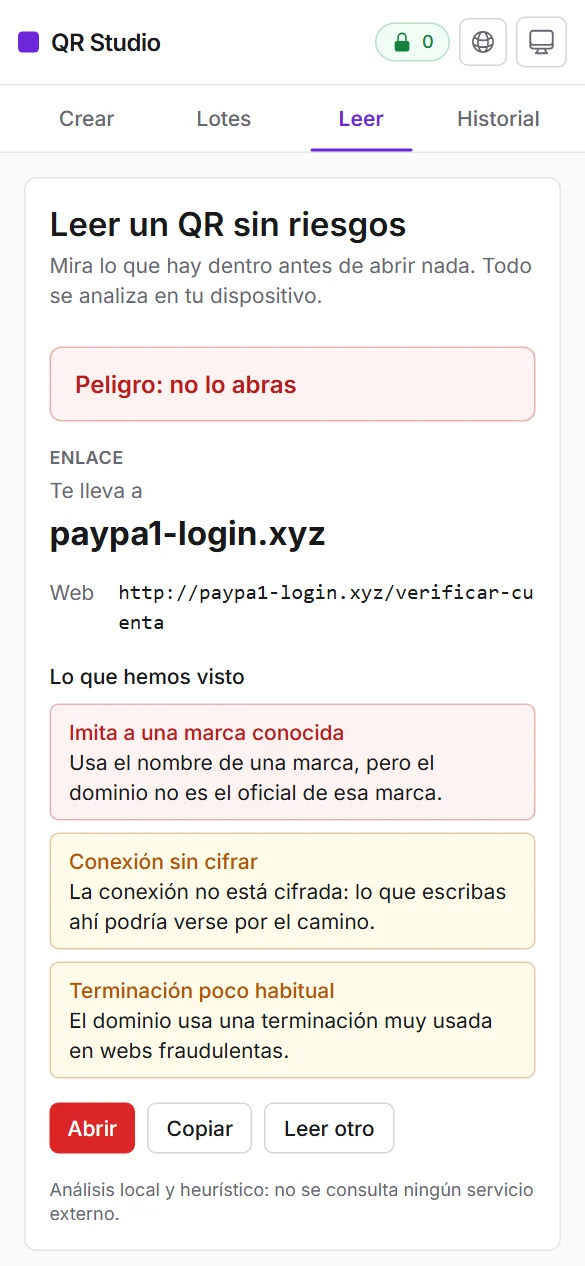 QR Studio
0
Crear
Lotes
Leer
Historial
Leer un QR sin riesgos
Mira lo que hay dentro antes de abrir nada. Todo
se analiza en tu dispositivo.
Peligro: no lo abras
ENLACE
Te lleva a
paypa1-login.xyz
Web http://paypa1-login.xyz/verificar-cu
enta
Lo que hemos visto
Imita a una marca conocida
Usa el nombre de una marca, pero el
dominio no es el oficial de esa marca.
Conexión sin cifrar
La conexión no está cifrada: lo que escribas
ahí podría verse por el camino.
Terminación poco habitual
El dominio usa una terminación muy usada
en webs fraudulentas.
Abrir
Copiar
Leer otro
Análisis local y heurístico: no se consulta ningún servicio
externo.